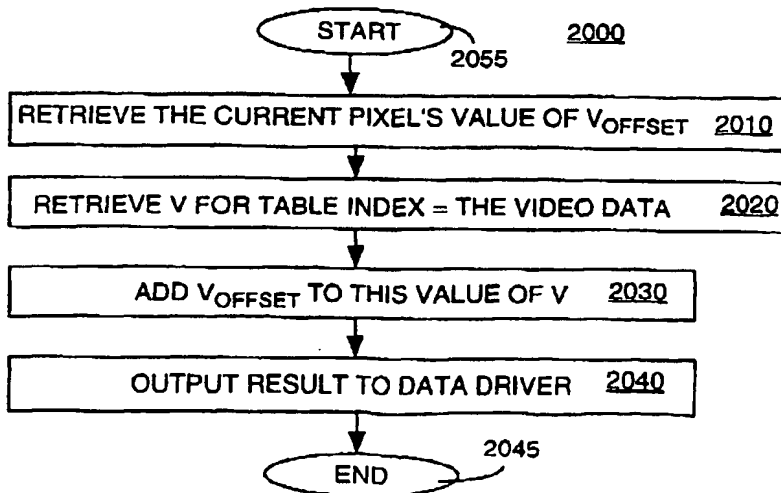 START 2000
2055
RETRIEVE THE CURRENT PIXEL'S VALUE OF VOFFSET 2010
RETRIEVE V FOR TABLE INDEX = THE VIDEO DATA 2020
ADD VOFFSET TO THIS VALUE OF V 2030
OUTPUT RESULT TO DATA DRIVER 2040
2045
END